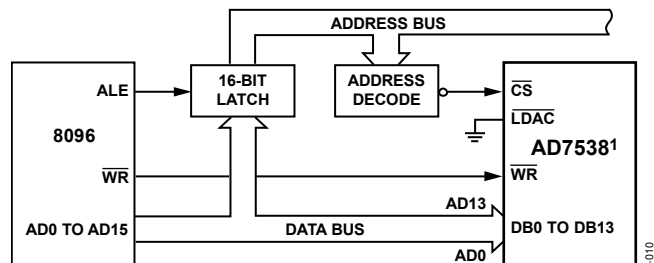 ADDRESS BUS
ALE
16-BIT
LATCH
ADDRESS
DECODE
CS
LDAC
8096
AD7538¹
WR
WR
AD13
AD0 TO AD15
DATA BUS
DB0 TO DB13
AD0
-010